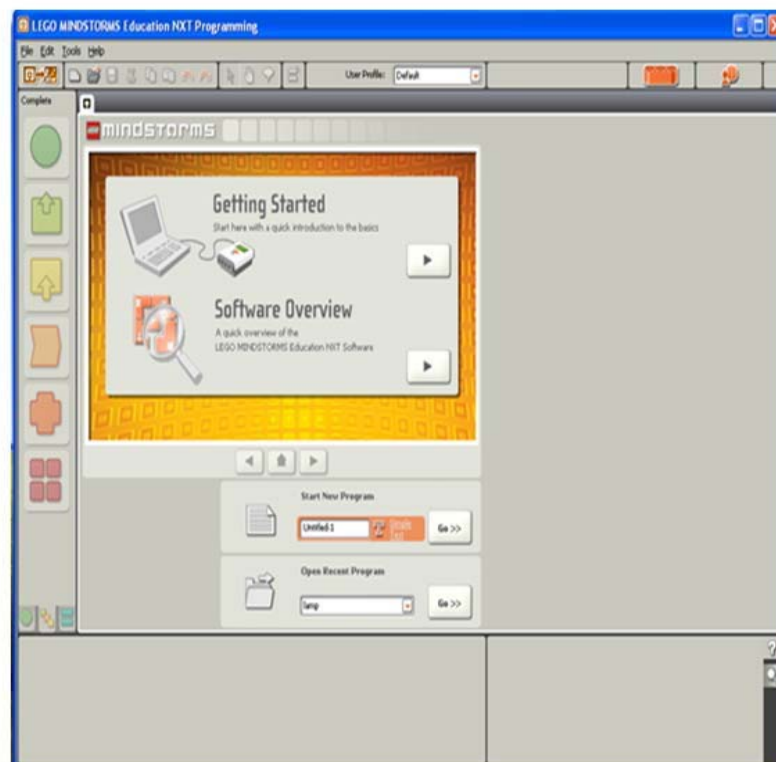 LEGO MINDSTORMS Education NXT Programming
File Edit Tools Help
User Profile: Default
Complete
LEGO mindstorms
Getting Started
Start here with a quick introduction to the basics
Software Overview
A quick overview of the
LEGO MINDSTORMS Education NXT Software
Start New Program
Untitled-1
Go >>
Open Recent Program
lamp
Go >>
?